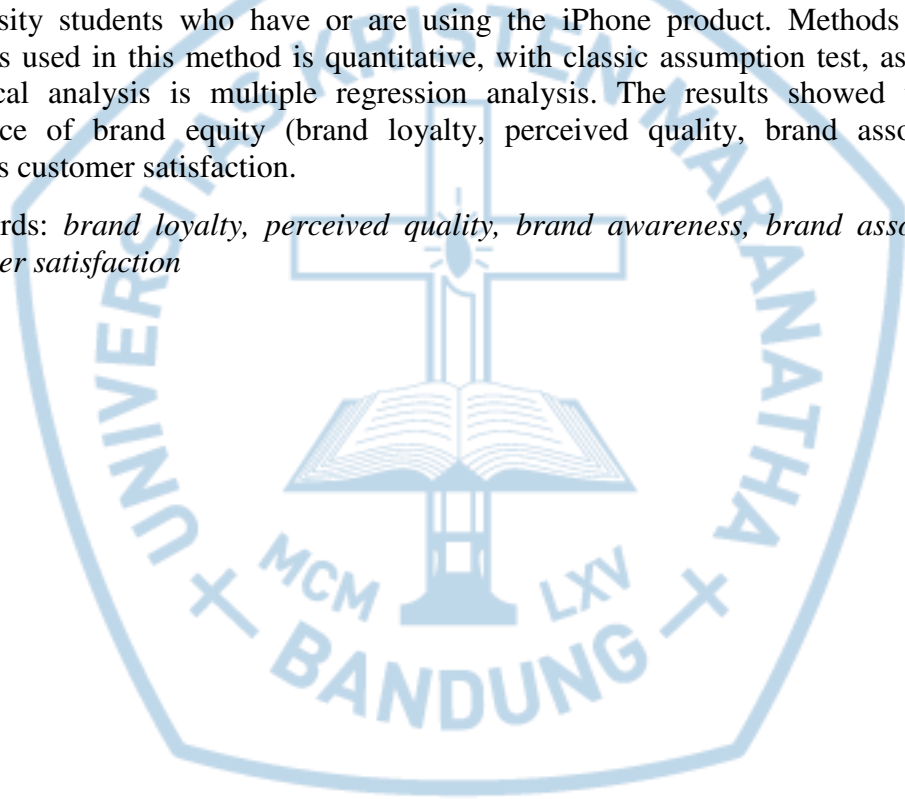 sity students who have or are using the iPhone product. Methods
s used in this method is quantitative, with classic assumption test, as
cal analysis is multiple regression analysis. The results showed
ce of brand equity (brand loyalty, perceived quality, brand asso
s customer satisfaction.
rds: brand loyalty, perceived quality, brand awareness, brand asso
er satisfaction
UNIVERSITAS KRISTEN MARANATHA
MCM LXV
BANDUNG